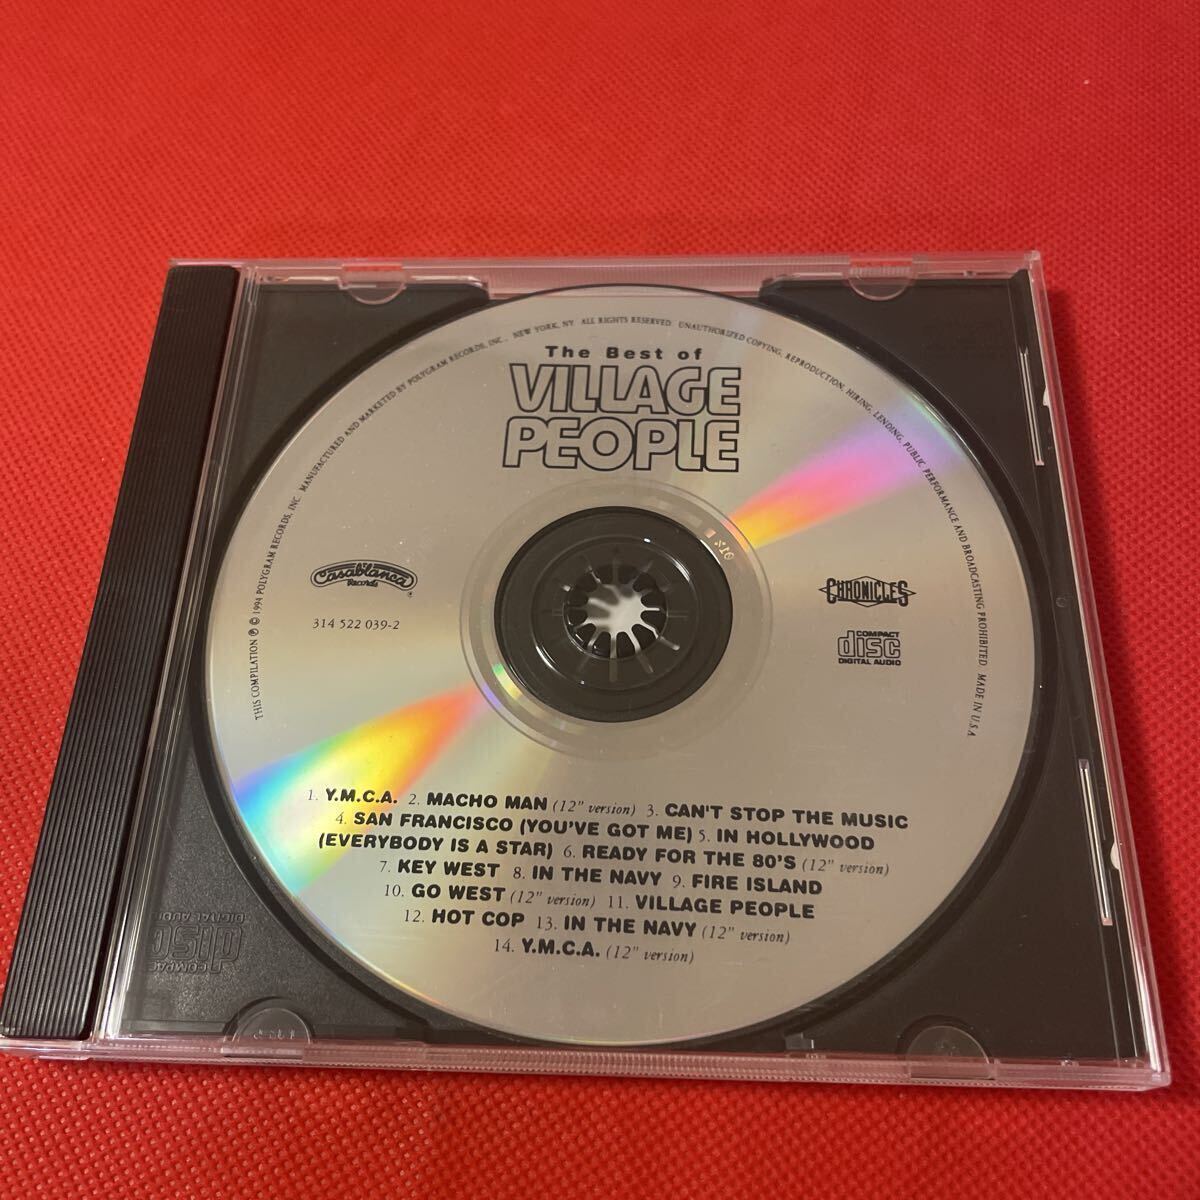 The Best of
VILLAGE
PEOPLE
THIS COMPILATION ℗ © 1994 POLYGRAM RECORDS, INC. MANUFACTURED AND MARKETED BY POLYGRAM RECORDS, INC., NEW YORK, NY. ALL RIGHTS RESERVED. UNAUTHORIZED COPYING, REPRODUCTION, HIRING, LENDING, PUBLIC PERFORMANCE AND BROADCASTING PROHIBITED. MADE IN U.S.A.
Casablanca
Records
314 522 039-2
CHRONICLES
COMPACT
disc
DIGITAL AUDIO
1. Y.M.C.A. 2. MACHO MAN (12" version) 3. CAN'T STOP THE MUSIC
4. SAN FRANCISCO (YOU'VE GOT ME) 5. IN HOLLYWOOD
(EVERYBODY IS A STAR) 6. READY FOR THE 80'S (12" version)
7. KEY WEST 8. IN THE NAVY 9. FIRE ISLAND
10. GO WEST (12" version) 11. VILLAGE PEOPLE
12. HOT COP 13. IN THE NAVY (12" version)
14. Y.M.C.A. (12" version)